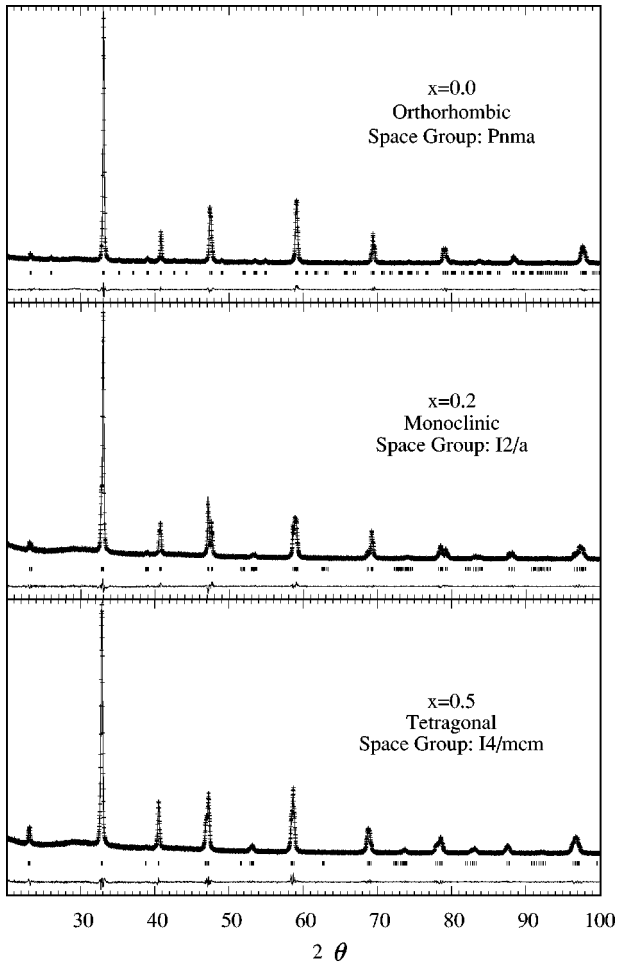 x=0.0
Orthorhombic
Space Group: Pnma
x=0.2
Monoclinic
Space Group: I2/a
x=0.5
Tetragonal
Space Group: I4/mcm
30 40 50 60 70 80 90 100
2 θ